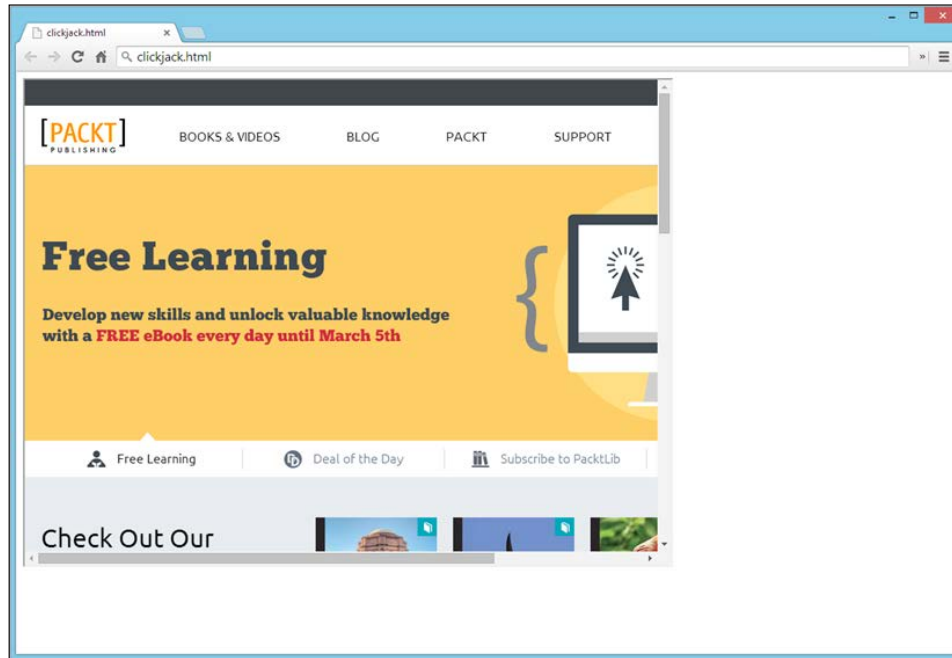 clickjack.html
clickjack.html
[PACKT]
PUBLISHING
BOOKS & VIDEOS
BLOG
PACKT
SUPPORT
Free Learning
Develop new skills and unlock valuable knowledge
with a FREE eBook every day until March 5th
Free Learning
Deal of the Day
Subscribe to PacktLib
Check Out Our